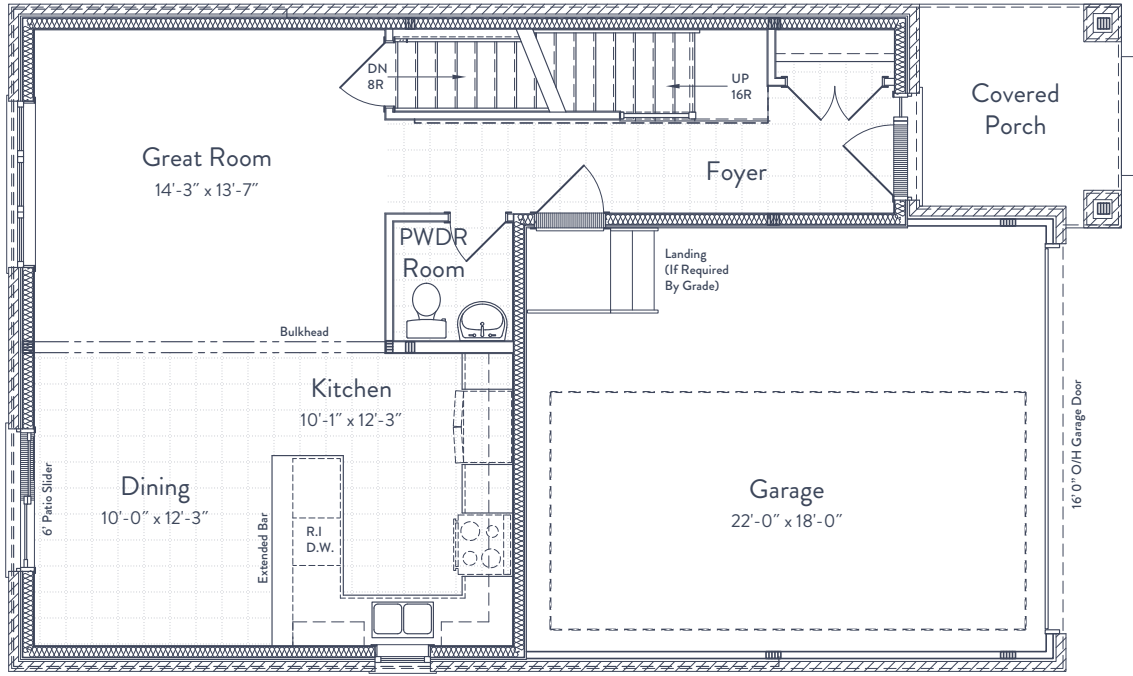 DN
8R
UP
16R
Covered
Porch
Great Room
14'-3" x 13'-7"
Foyer
PWDR
Room
Landing
(If Required
By Grade)
Bulkhead
Kitchen
10'-1" x 12'-3"
Dining
10'-0" x 12'-3"
6' Patio Slider
Extended Bar
R.I
D.W.
Garage
22'-0" x 18'-0"
16' 0" O/H Garage Door